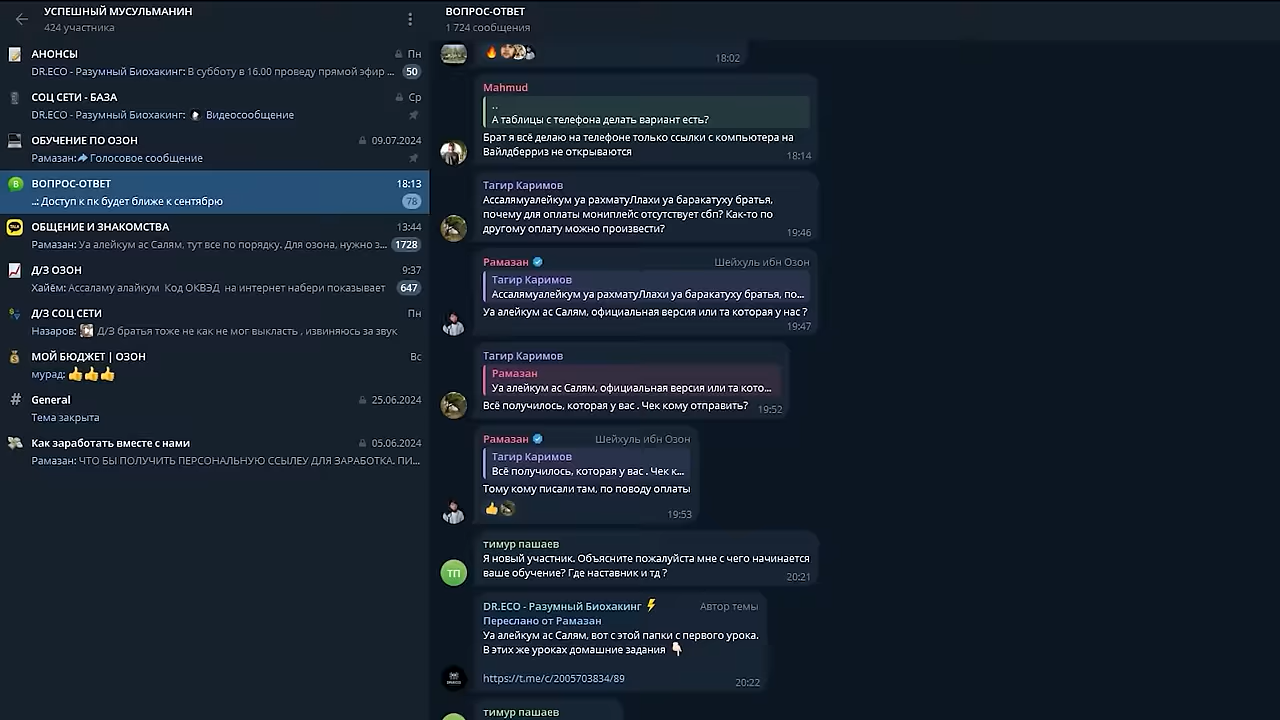 УСПЕШНЫЙ МУСУЛЬМАНИН
424 участника
АНОНСЫ
Пн
DR.ECO - Разумный Биохакинг: В субботу в 16.00 проведу прямой эфир ...
50
СОЦ СЕТИ - БАЗА
Ср
DR.ECO - Разумный Биохакинг: Видеосообщение
ОБУЧЕНИЕ ПО ОЗОН
09.07.2024
Рамазан: Голосовое сообщение
В
ВОПРОС-ОТВЕТ
18:13
..: Доступ к пк будет ближе к сентябрю
78
ОБЩЕНИЕ И ЗНАКОМСТВА
13:44
Рамазан: Уа алейкум ас Салям, тут все по порядку. Для озона, нужно з...
1728
Д/З ОЗОН
9:37
Хайём: Ассаламу алайкум Код ОКВЭД на интернет набери показывает
647
Д/З СОЦ СЕТИ
Пн
Назаров: Д/З братья тоже не как не мог выкласть , извиняюсь за звук
МОЙ БЮДЖЕТ | ОЗОН
Вс
мурад: 👍👍👍
# General
25.06.2024
Тема закрыта
Как заработать вместе с нами
05.06.2024
Рамазан: ЧТО БЫ ПОЛУЧИТЬ ПЕРСОНАЛЬНУЮ ССЫЛЕУ ДЛЯ ЗАРАБОТКА. ПИ...
ВОПРОС-ОТВЕТ
1 724 сообщения
18:02
Mahmud
..
А таблицы с телефона делать вариант есть?
Брат я всё делаю на телефоне только ссылки с компьютера на
Вайлдберриз не открываются
18:14
Тагир Каримов
Ассалямуалейкум уа рахматуЛлахи уа баракатуху братья,
почему для оплаты мониплейс отсутствует сбп? Как-то по
другому оплату можно произвести?
19:46
Рамазан
Шейхуль ибн Озон
Тагир Каримов
Ассалямуалейкум уа рахматуЛлахи уа баракатуху братья, по...
Уа алейкум ас Салям, официальная версия или та которая у нас ?
19:47
Тагир Каримов
Рамазан
Уа алейкум ас Салям, официальная версия или та кото...
Всё получилось, которая у вас . Чек кому отправить?
19:52
Рамазан
Шейхуль ибн Озон
Тагир Каримов
Всё получилось, которая у вас . Чек к...
Тому кому писали там, по поводу оплаты
19:53
тимур пашаев
Я новый участник. Объясните пожалуйста мне с чего начинается
ваше обучение? Где наставник и тд ?
ТП
20:21
DR.ECO - Разумный Биохакинг ⚡
Автор темы
Переслано от Рамазан
Уа алейкум ас Салям, вот с этой папки с первого урока.
В этих же уроках домашние задания 👇🏻
https://t.me/c/2005703834/89
20:22
тимур пашаев